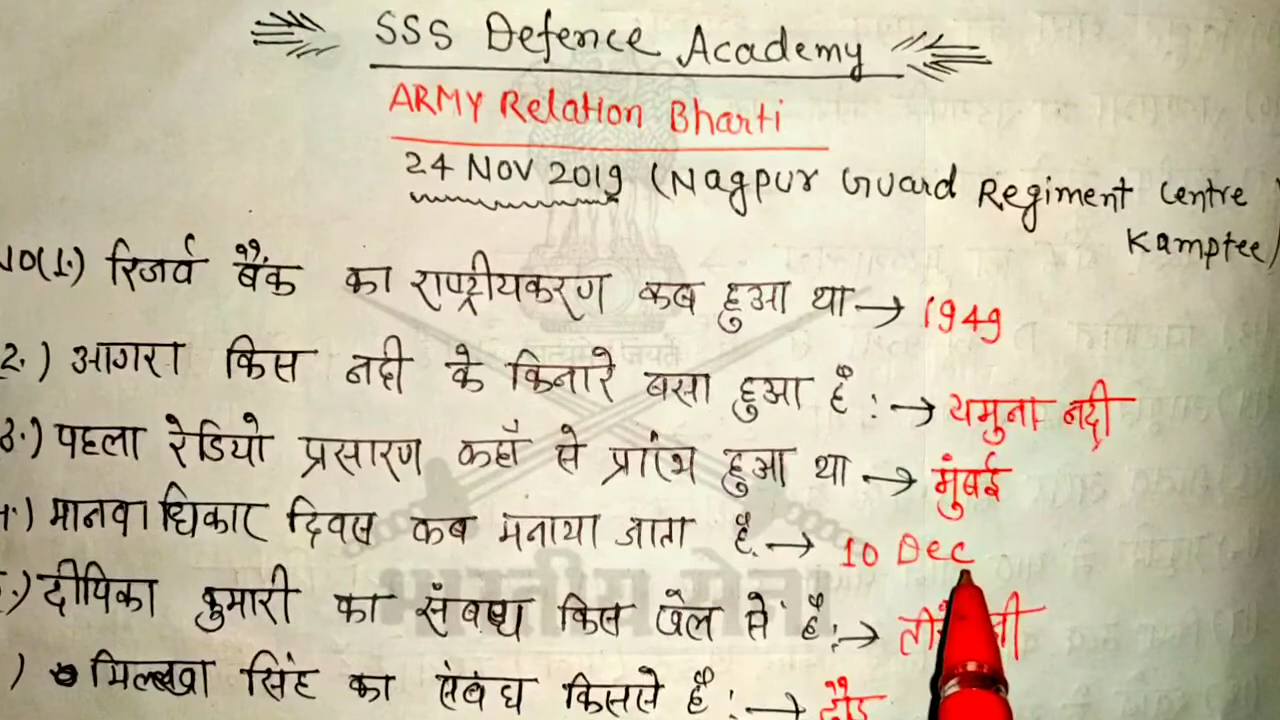 SSS Defence Academy
ARMY Relation Bharti
24 NOV 2019 (Nagpur Guard Regiment Centre
Kamptee)
10(1.) रिजर्व बैंक का राष्ट्रीयकरण कब हुआ था → 1949
2.) आगरा किस नदी के किनारे बसा हुआ है : → यमुना नदी
3.) पहला रेडियो प्रसारण कहाँ से प्रारंभ हुआ था → मुंबई
मानवाधिकार दिवस कब मनाया जाता है. → 10 Dec
दीपिका कुमारी का संबन्ध किस खेल से है : →
) मिल्खा सिंह का संबंध किससे है : → दौड़